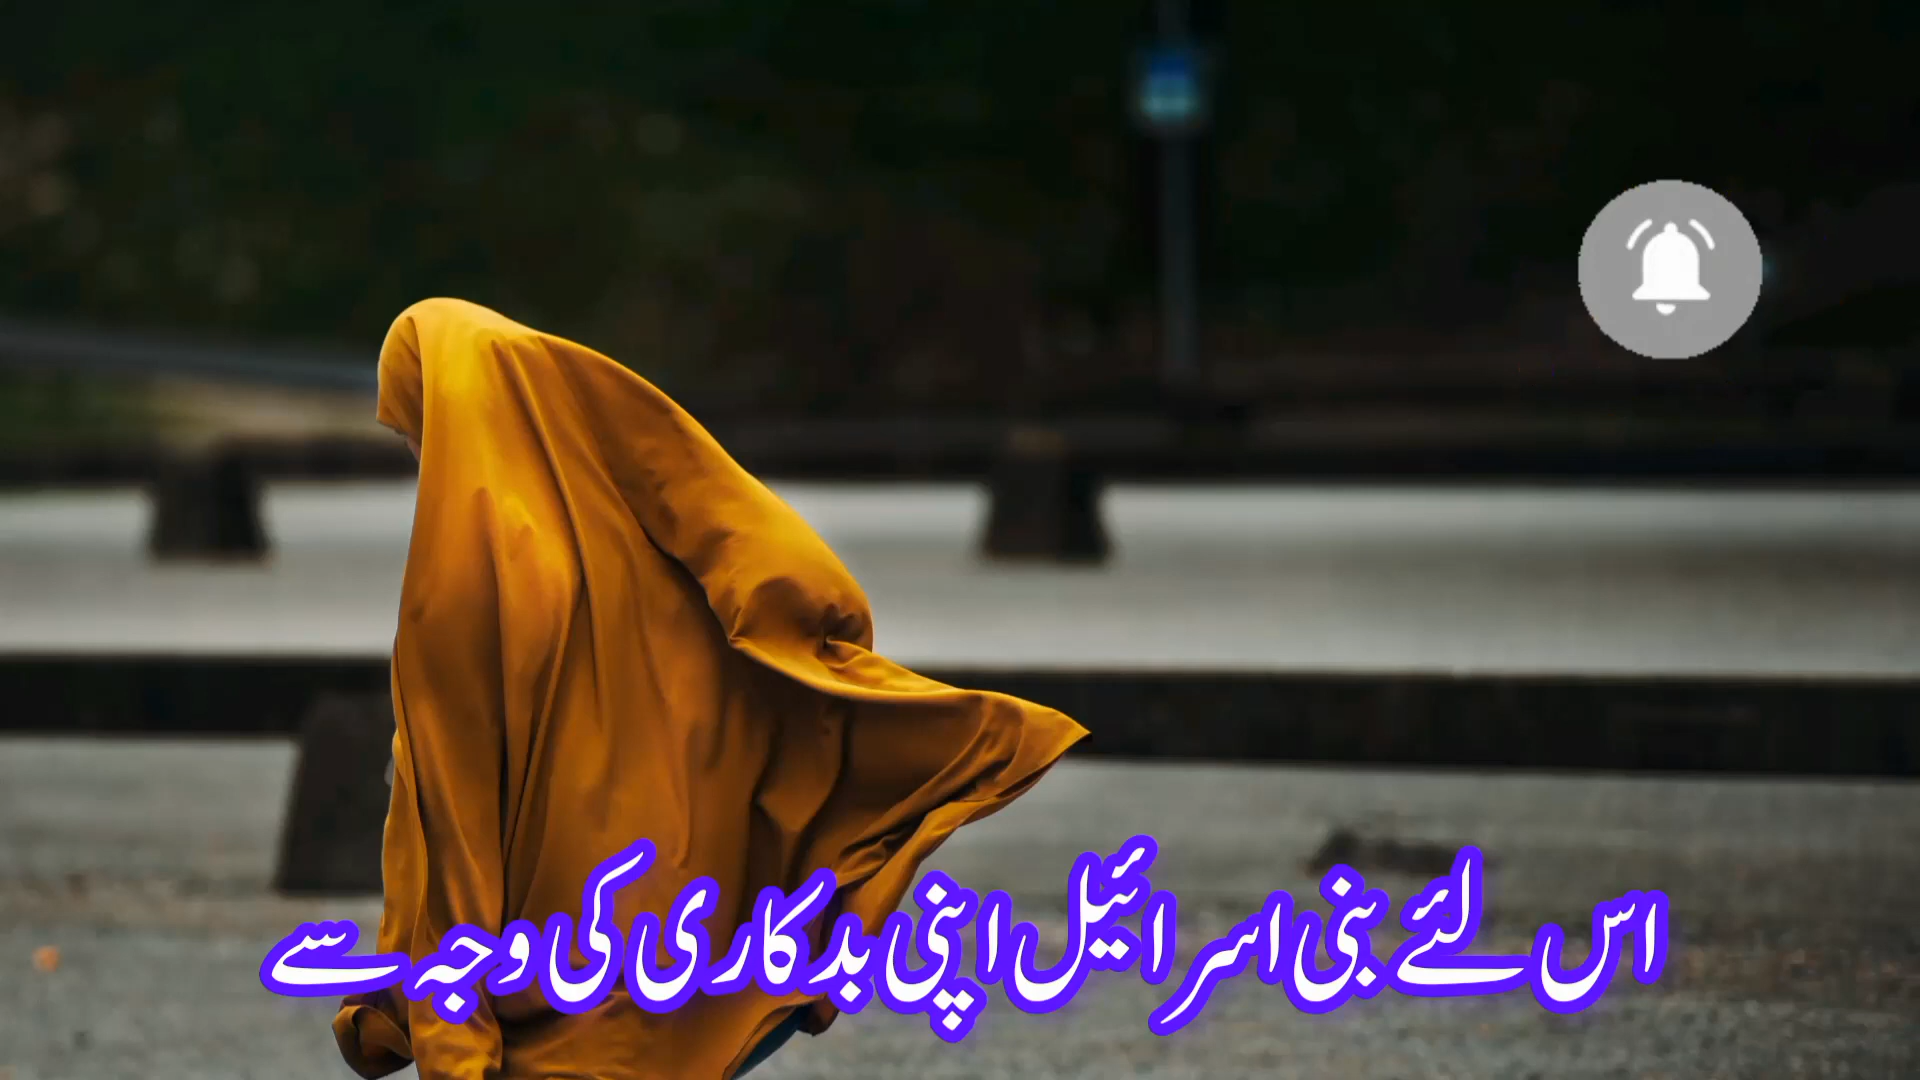 اس لئے بنی اسرائیل اپنی بدکاری کی وجہ سے